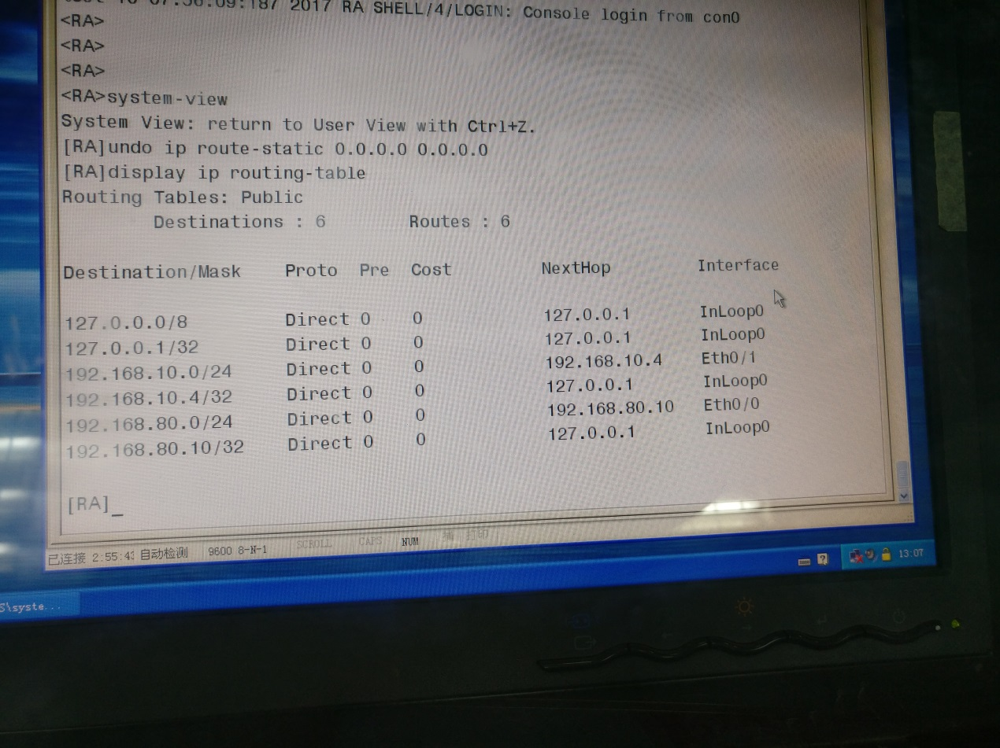 07:56:09:187 2017 RA SHELL/4/LOGIN: Console login from con0
<RA>
<RA>
<RA>
<RA>system-view
System View: return to User View with Ctrl+Z.
[RA]undo ip route-static 0.0.0.0 0.0.0.0
[RA]display ip routing-table
Routing Tables: Public
Destinations : 6 Routes : 6
Destination/Mask Proto Pre Cost NextHop Interface
127.0.0.0/8 Direct 0 0 127.0.0.1 InLoop0
127.0.0.1/32 Direct 0 0 127.0.0.1 InLoop0
192.168.10.0/24 Direct 0 0 192.168.10.4 Eth0/1
192.168.10.4/32 Direct 0 0 127.0.0.1 InLoop0
192.168.80.0/24 Direct 0 0 192.168.80.10 Eth0/0
192.168.80.10/32 Direct 0 0 127.0.0.1 InLoop0
[RA]_
已连接 2:55:43 自动检测 9600 8-N-1 SCROLL CAPS NUM 捕 打印
13:07
S\syste...